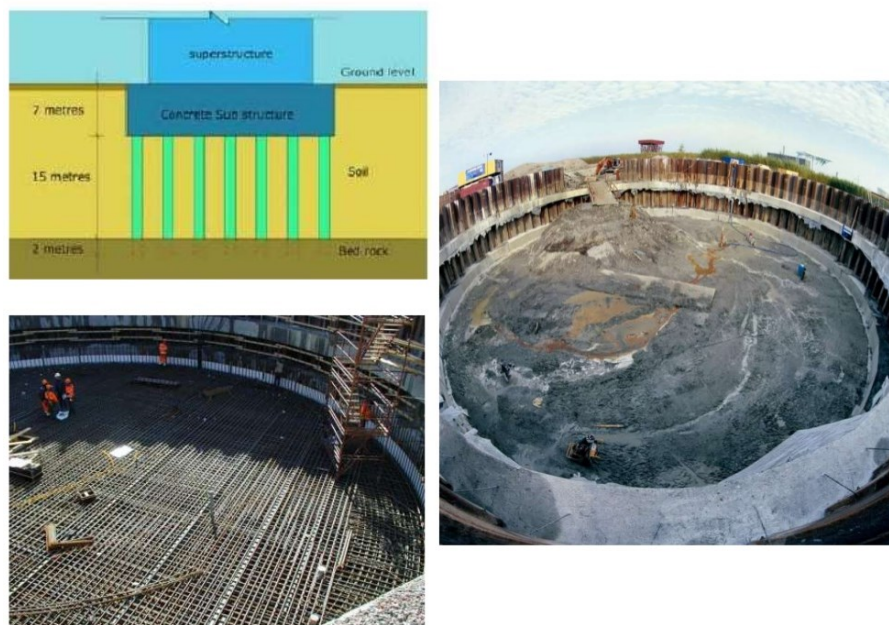 superstructure
Ground level
7 metres
Concrete Sub structure
15 metres
Soil
2 metres
Bed rock